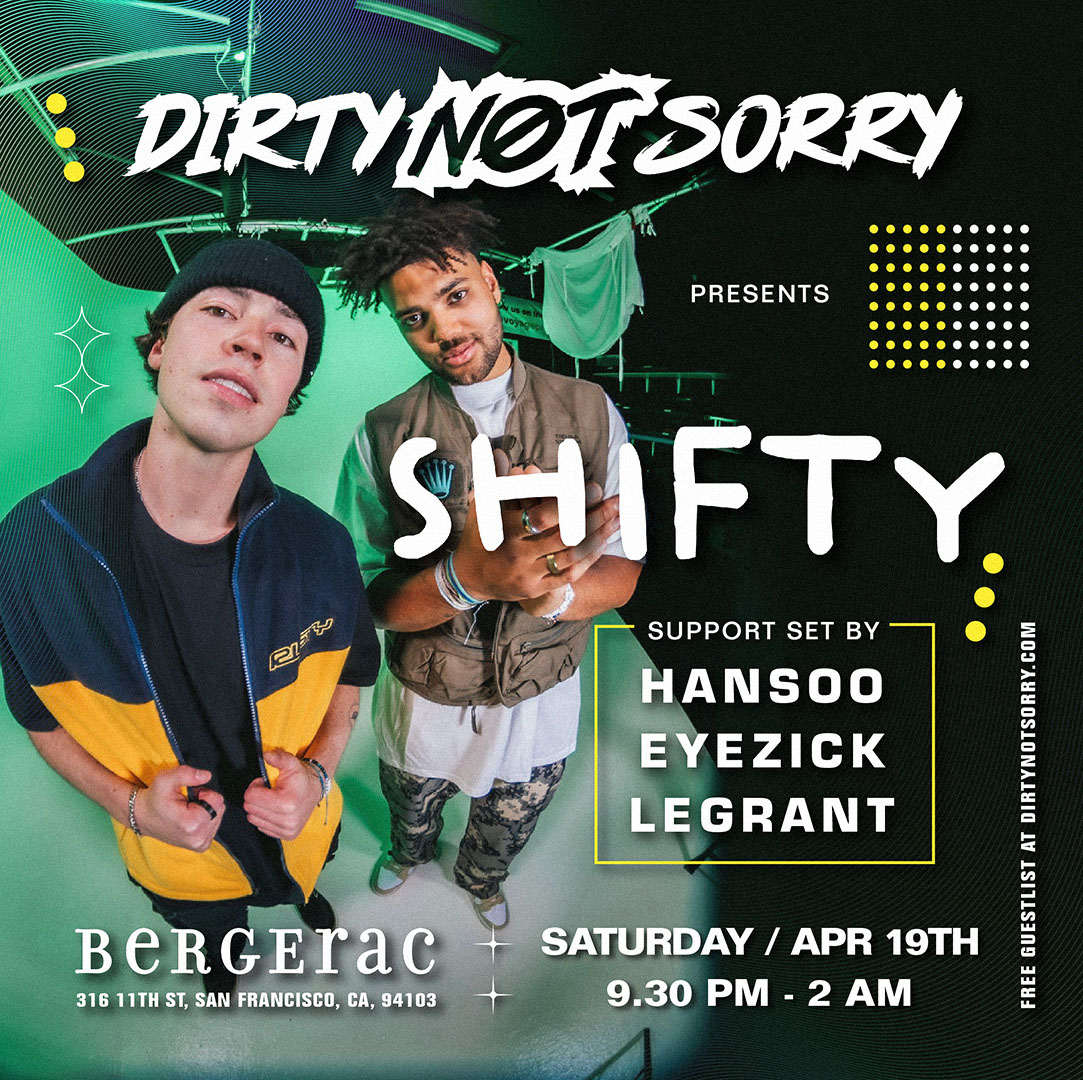 DIRTY NØT SORRY
PRESENTS
SHIFTY
SUPPORT SET BY
HANSOO
EYEZICK
LEGRANT
BERGERAC
316 11TH ST, SAN FRANCISCO, CA, 94103
SATURDAY / APR 19TH
9.30 PM - 2 AM
FREE GUESTLIST AT DIRTYNOTSORRY.COM